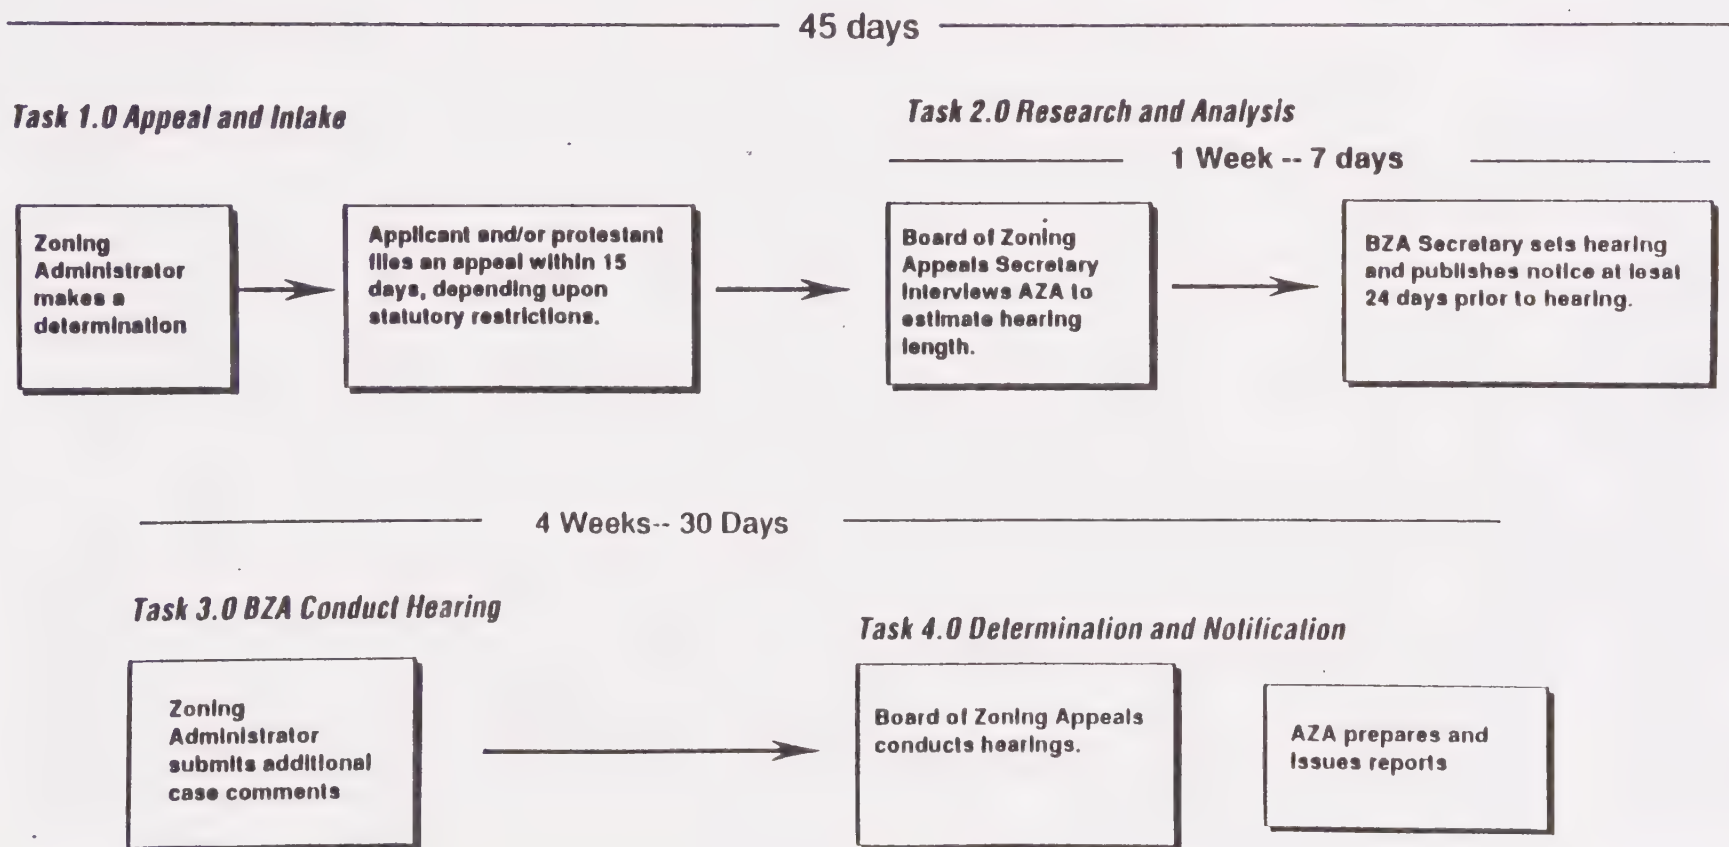 45 days
Task 1.0 Appeal and Intake
Task 2.0 Research and Analysis
1 Week -- 7 days
Zoning
Administrator
makes a
determination
Applicant and/or protestant
files an appeal within 15
days, depending upon
statutory restrictions.
Board of Zoning
Appeals Secretary
Interviews AZA to
estimate hearing
length.
BZA Secretary sets hearing
and publishes notice at lesat
24 days prior to hearing.
4 Weeks-- 30 Days
Task 3.0 BZA Conduct Hearing
Task 4.0 Determination and Notification
Zoning
Administrator
submits additional
case comments
Board of Zoning Appeals
conducts hearings.
AZA prepares and
issues reports